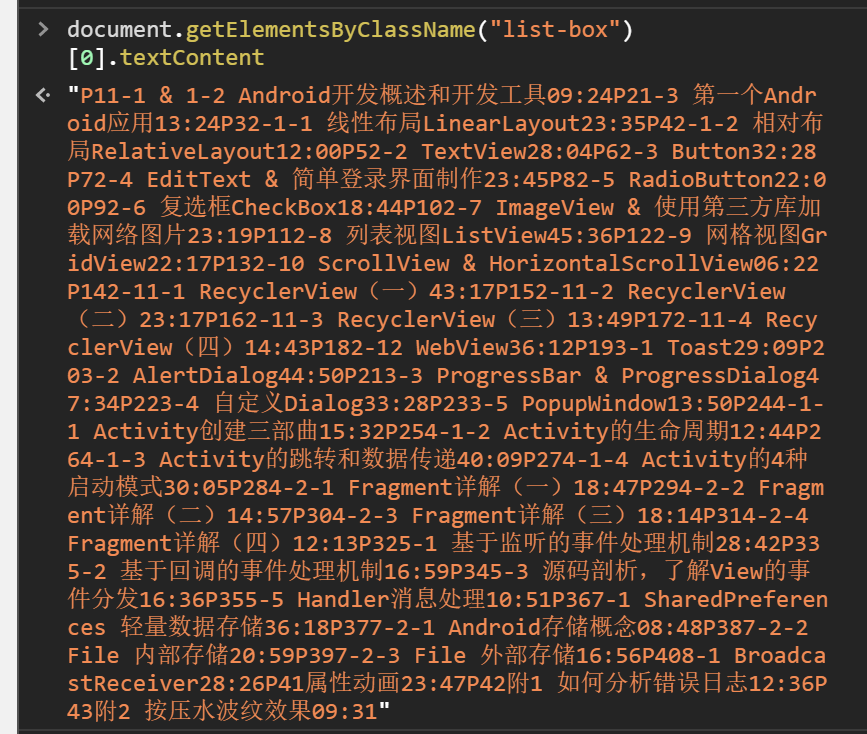 > document.getElementsByClassName("list-box")
[0].textContent
"P11-1 & 1-2 Android开发概述和开发工具09:24P21-3 第一个Andr
oid应用13:24P32-1-1 线性布局LinearLayout23:35P42-1-2 相对布
局RelativeLayout12:00P52-2 TextView28:04P62-3 Button32:28
P72-4 EditText & 简单登录界面制作23:45P82-5 RadioButton22:0
0P92-6 复选框CheckBox18:44P102-7 ImageView & 使用第三方库加
载网络图片23:19P112-8 列表视图ListView45:36P122-9 网格视图Gr
idView22:17P132-10 ScrollView & HorizontalScrollView06:22
P142-11-1 RecyclerView（一）43:17P152-11-2 RecyclerView
（二）23:17P162-11-3 RecyclerView（三）13:49P172-11-4 Recy
clerView（四）14:43P182-12 WebView36:12P193-1 Toast29:09P2
03-2 AlertDialog44:50P213-3 ProgressBar & ProgressDialog4
7:34P223-4 自定义Dialog33:28P233-5 PopupWindow13:50P244-1-
1 Activity创建三部曲15:32P254-1-2 Activity的生命周期12:44P2
64-1-3 Activity的跳转和数据传递40:09P274-1-4 Activity的4种
启动模式30:05P284-2-1 Fragment详解（一）18:47P294-2-2 Fragm
ent详解（二）14:57P304-2-3 Fragment详解（三）18:14P314-2-4
Fragment详解（四）12:13P325-1 基于监听的事件处理机制28:42P33
5-2 基于回调的事件处理机制16:59P345-3 源码剖析，了解View的事
件分发16:36P355-5 Handler消息处理10:51P367-1 SharedPreferen
ces 轻量数据存储36:18P377-2-1 Android存储概念08:48P387-2-2
File 内部存储20:59P397-2-3 File 外部存储16:56P408-1 Broadca
stReceiver28:26P41属性动画23:47P42附1 如何分析错误日志12:36P
43附2 按压水波纹效果09:31"